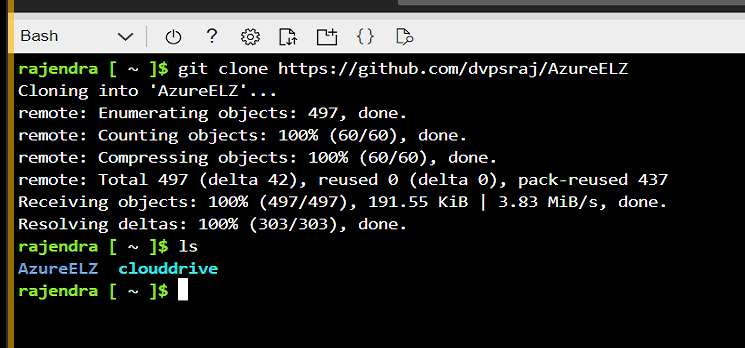 Bash
rajendra [ ~ ]$ git clone https://github.com/dvpsraj/AzureELZ
Cloning into 'AzureELZ'...
remote: Enumerating objects: 497, done.
remote: Counting objects: 100% (60/60), done.
remote: Compressing objects: 100% (60/60), done.
remote: Total 497 (delta 42), reused 0 (delta 0), pack-reused 437
Receiving objects: 100% (497/497), 191.55 KiB | 3.83 MiB/s, done.
Resolving deltas: 100% (303/303), done.
rajendra [ ~ ]$ ls
AzureELZ  clouddrive
rajendra [ ~ ]$